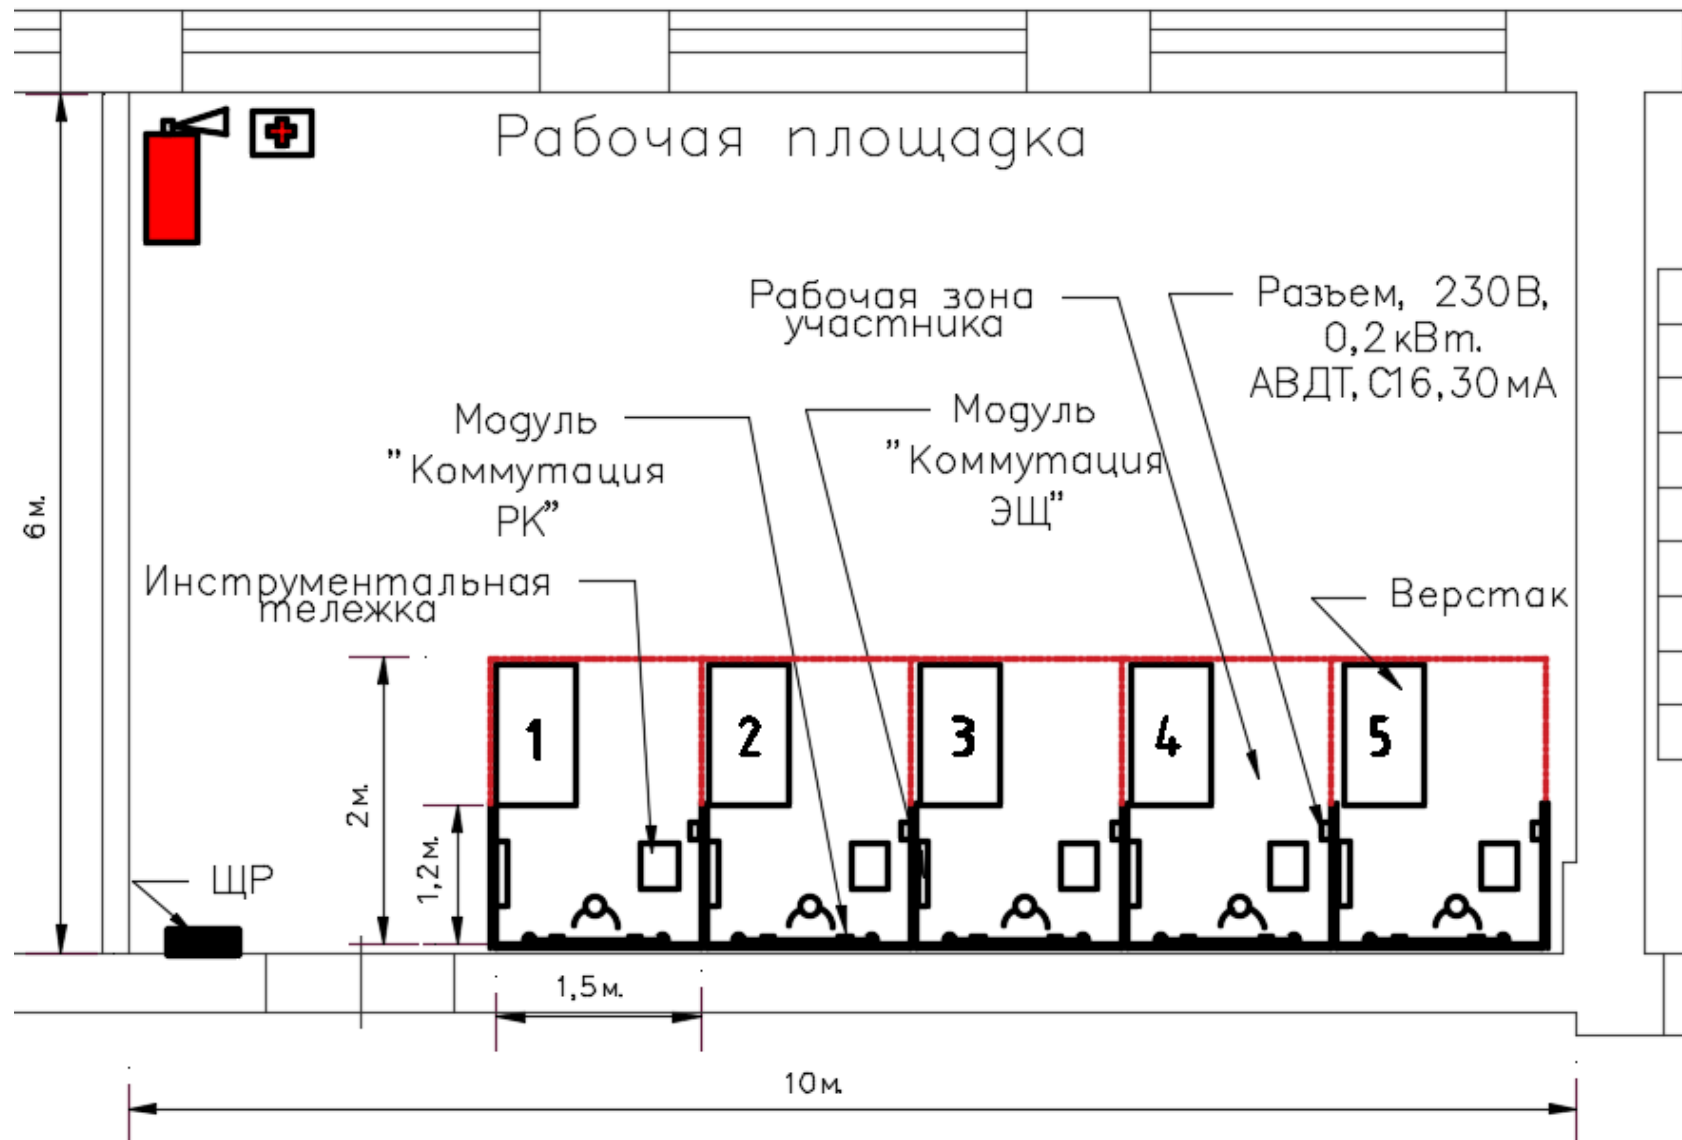 Рабочая площадка
Рабочая зона
участника
Разъем, 230В,
0,2кВт.
АВДТ, С16,30мА
Модуль
"Коммутация
РК"
Модуль
"Коммутация
ЭЩ"
6м.
Инструментальная
тележка
Верстак
1
2
3
4
5
2м.
1,2м.
ЩР
1,5м.
10м.